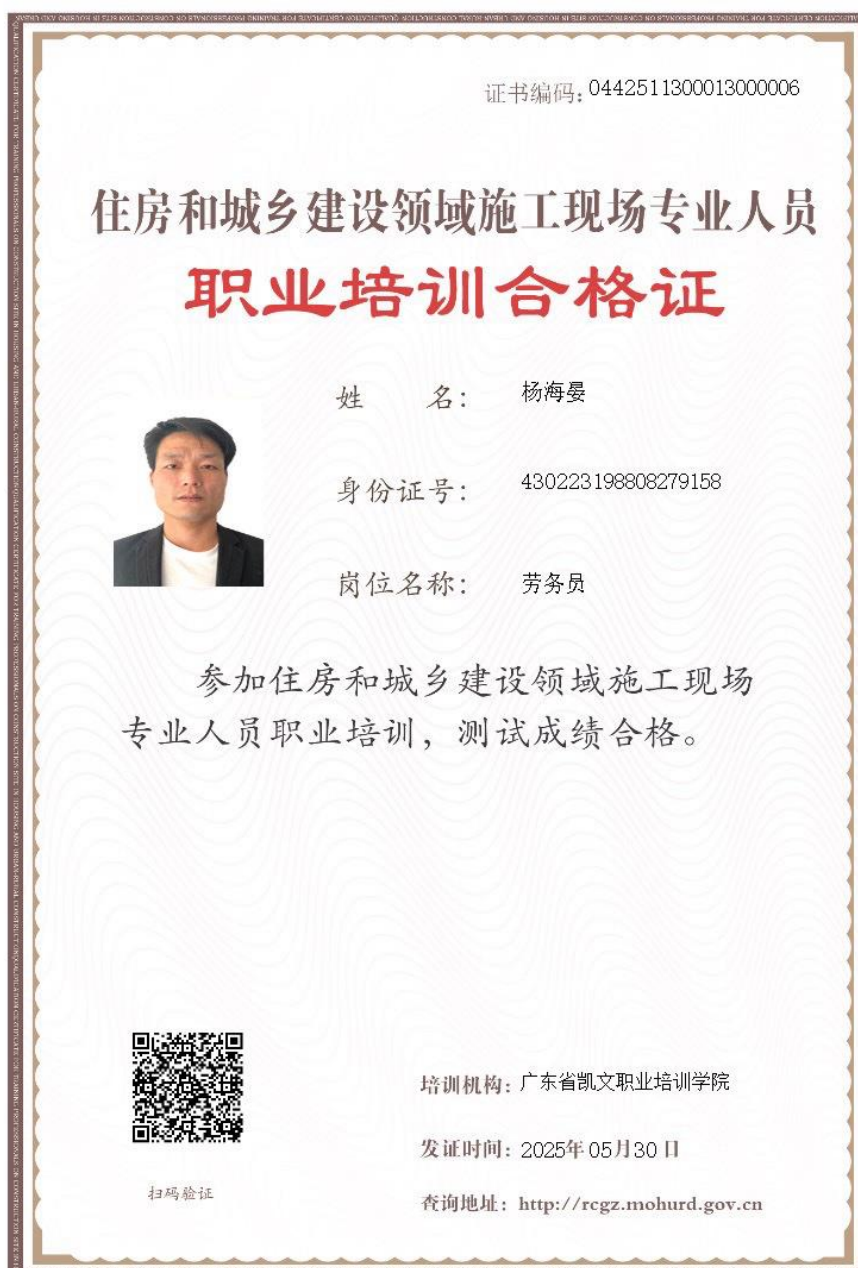 证书编码：0442511300013000006
住房和城乡建设领域施工现场专业人员
职业培训合格证
姓 名： 杨海晏
身份证号： 430223198808279158
岗位名称： 劳务员
参加住房和城乡建设领域施工现场
专业人员职业培训，测试成绩合格。
培训机构：广东省凯文职业培训学院
发证时间：2025年05月30日
扫码验证
查询地址：http://rcgz.mohurd.gov.cn